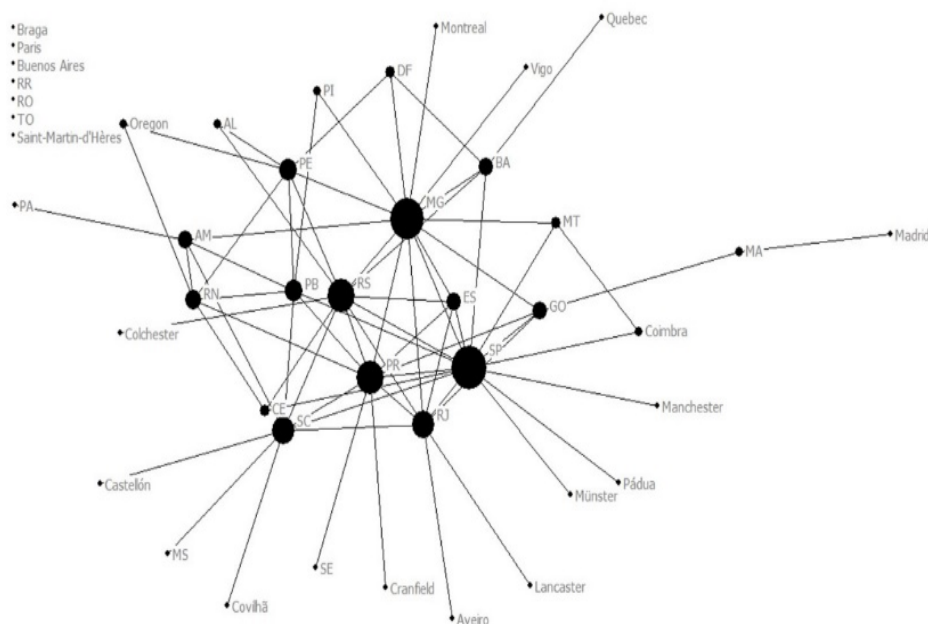 Braga
Paris
Buenos Aires
RR
RO
TO
Saint-Martin-d'Hères
Quebec
Montreal
Vigo
DF
PI
Oregon
AL
PE
BA
PA
MG
MT
AM
Madrid
MA
RN
PB
RS
ES
GO
Colchester
Coimbra
SP
PR
Manchester
CE
SC
RJ
Castellón
Pádua
Münster
MS
SE
Cranfield
Lancaster
Covilhã
Aveiro